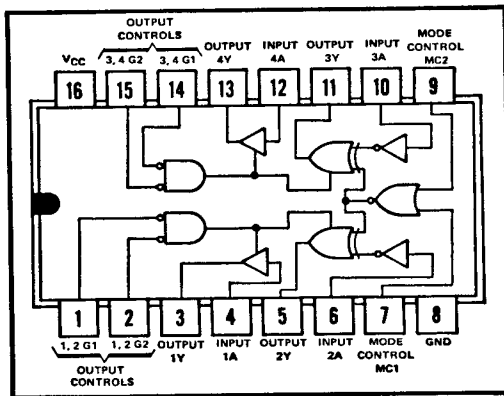 OUTPUT CONTROLS
OUTPUT 4Y
INPUT 4A
OUTPUT 3Y
INPUT 3A
MODE CONTROL MC2
VCC
3, 4 G2
3, 4 G1
16
15
14
13
12
11
10
9
1
2
3
4
5
6
7
8
1, 2 G1
1, 2 G2
OUTPUT 1Y
INPUT 1A
OUTPUT 2Y
INPUT 2A
MODE CONTROL MC1
GND
OUTPUT CONTROLS